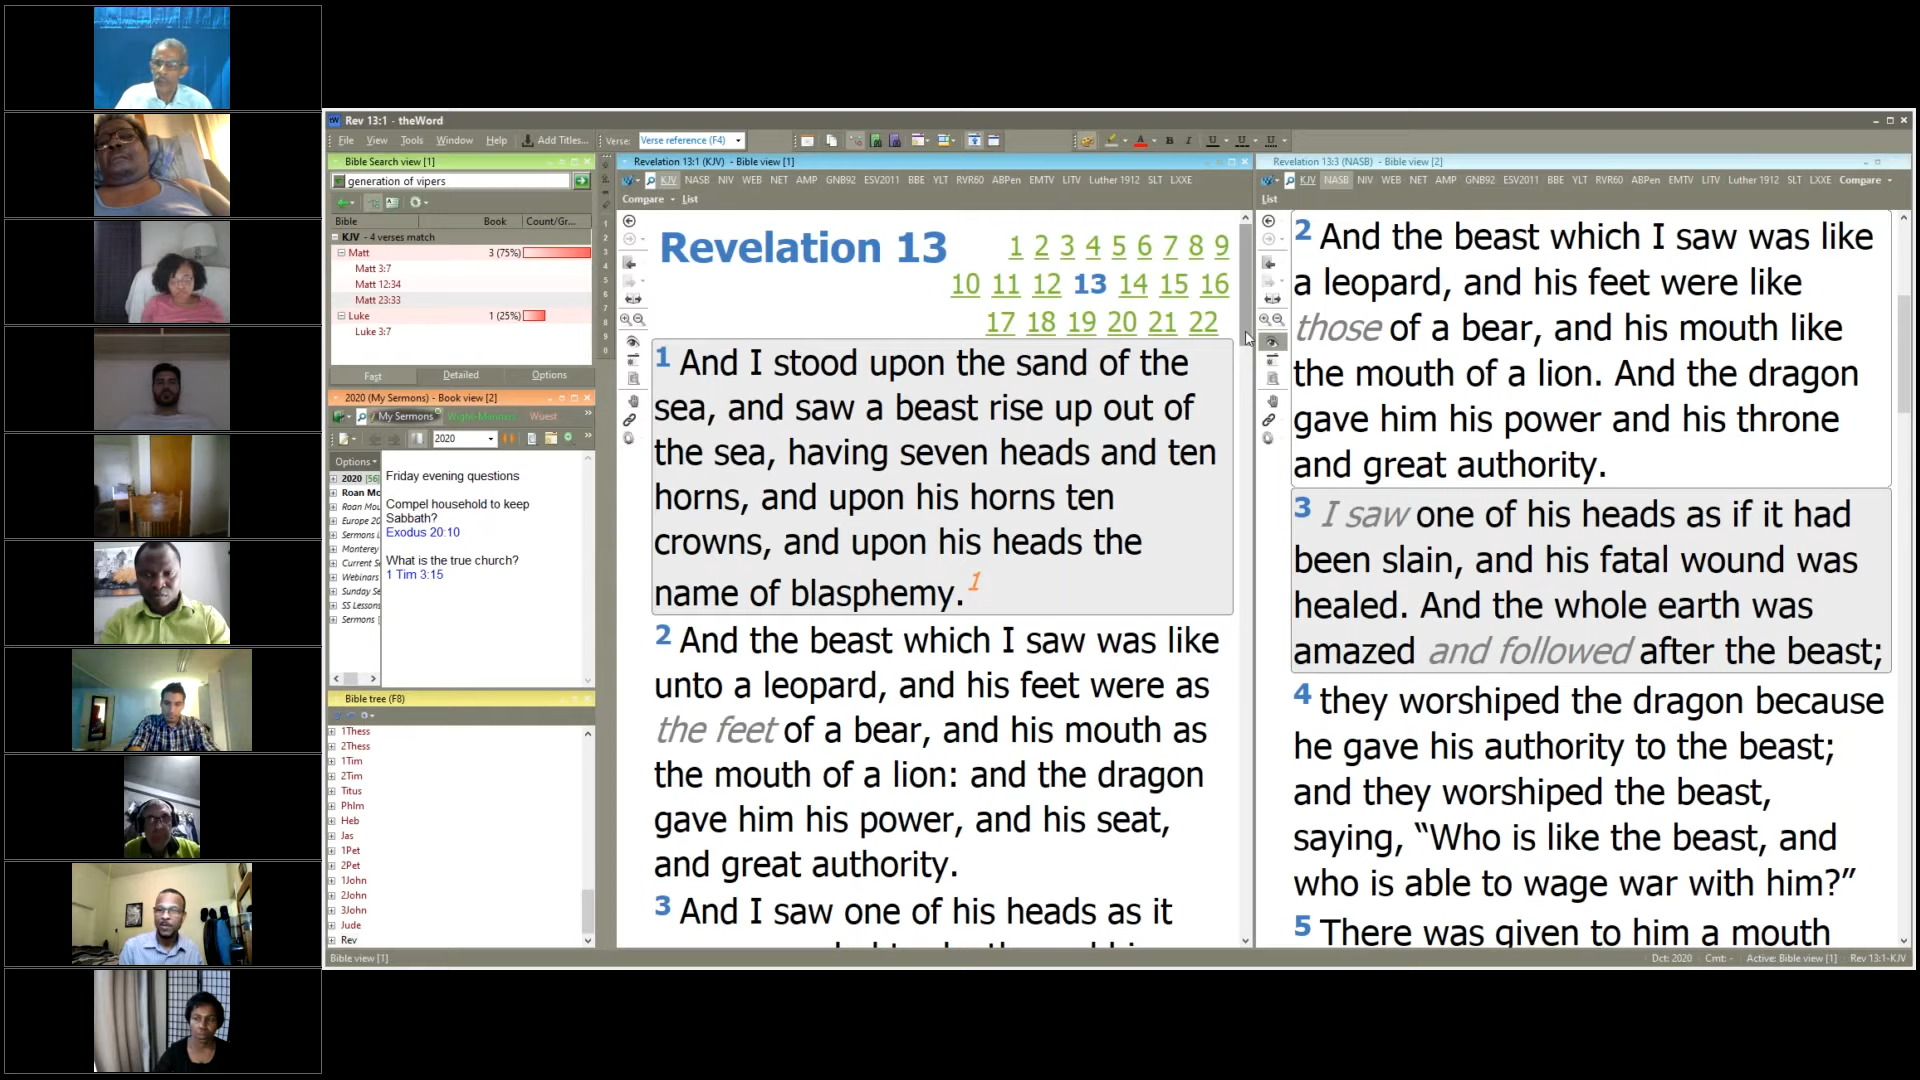 Rev 13:1 - theWord
File View Tools Window Help Add Titles... Verse: Verse reference (F4)
B I U U U
Bible Search view [1]
generation of vipers
Bible Book Count/Gr...
KJV - 4 verses match
Matt 3 (75%)
Matt 3:7
Matt 12:34
Matt 23:33
Luke 1 (25%)
Luke 3:7
Fast Detailed Options
2020 (My Sermons) - Book view [2]
My Sermons Wight-Manners Wuest
2020
Options
2020 [56]
Roan Mo
Roan Mou
Europe 20
Sermons i
Monterey
Current S
Webinars
Sunday Se
SS Lessons
Sermons [
Friday evening questions
Compel household to keep
Sabbath?
Exodus 20:10
What is the true church?
1 Tim 3:15
Bible tree (F8)
1Thess
2Thess
1Tim
2Tim
Titus
Phlm
Heb
Jas
1Pet
2Pet
1John
2John
3John
Jude
Rev
Revelation 13:1 (KJV) - Bible view [1]
KJV NASB NIV WEB NET AMP GNB92 ESV2011 BBE YLT RVR60 ABPen EMTV LITV Luther 1912 SLT LXXE
Compare List
Revelation 13 1 2 3 4 5 6 7 8 9
10 11 12 13 14 15 16
17 18 19 20 21 22
1 And I stood upon the sand of the
sea, and saw a beast rise up out of
the sea, having seven heads and ten
horns, and upon his horns ten
crowns, and upon his heads the
name of blasphemy. 1
2 And the beast which I saw was like
unto a leopard, and his feet were as
the feet of a bear, and his mouth as
the mouth of a lion: and the dragon
gave him his power, and his seat,
and great authority.
3 And I saw one of his heads as it
Revelation 13:3 (NASB) - Bible view [2]
KJV NASB NIV WEB NET AMP GNB92 ESV2011 BBE YLT RVR60 ABPen EMTV LITV Luther 1912 SLT LXXE Compare
List
2 And the beast which I saw was like
a leopard, and his feet were like
those of a bear, and his mouth like
the mouth of a lion. And the dragon
gave him his power and his throne
and great authority.
3 I saw one of his heads as if it had
been slain, and his fatal wound was
healed. And the whole earth was
amazed and followed after the beast;
4 they worshiped the dragon because
he gave his authority to the beast;
and they worshiped the beast,
saying, “Who is like the beast, and
who is able to wage war with him?”
5 There was given to him a mouth
Bible view [1] Dct: 2020 Cmt: - Active: Bible view [1] Rev 13:1-KJV